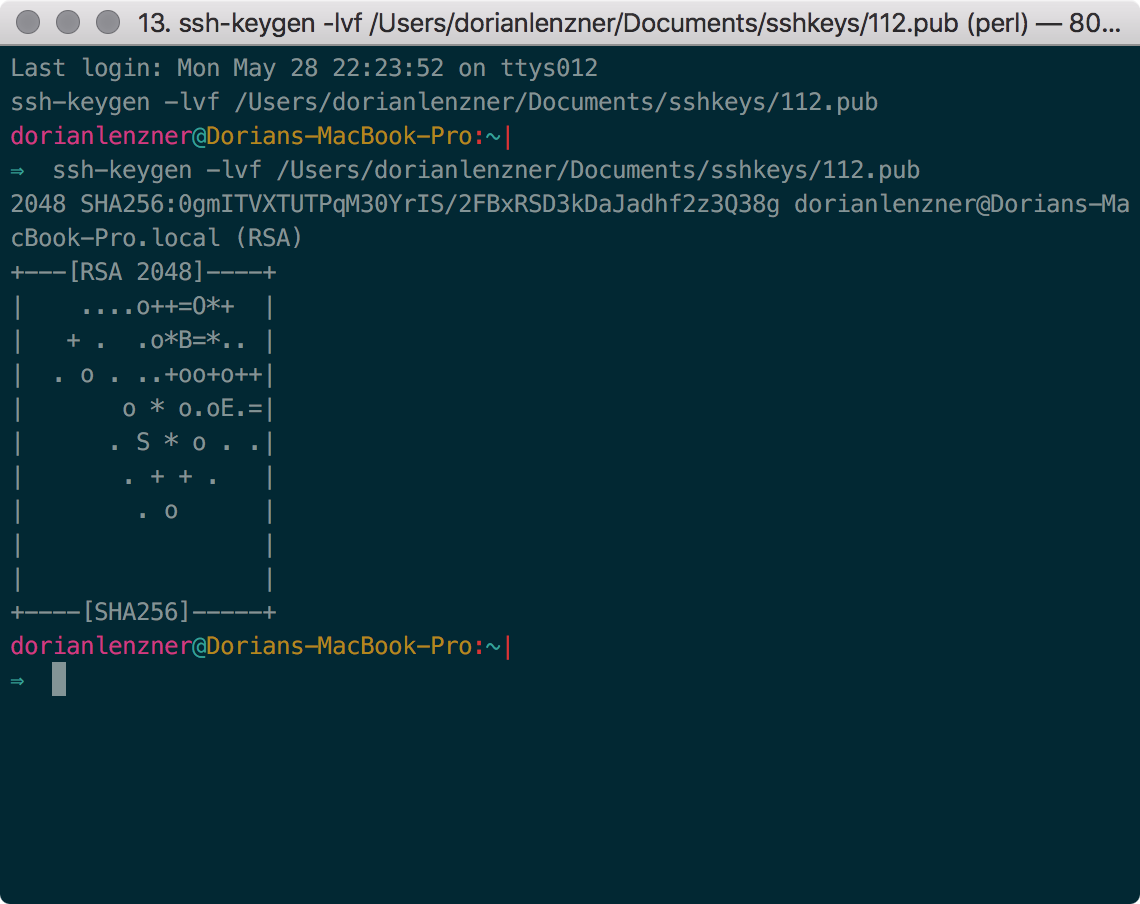 13. ssh-keygen -lvf /Users/dorianlenzner/Documents/sshkeys/112.pub (perl) — 80...
Last login: Mon May 28 22:23:52 on ttys012
ssh-keygen -lvf /Users/dorianlenzner/Documents/sshkeys/112.pub
dorianlenzner@Dorians-MacBook-Pro:~|
⇒  ssh-keygen -lvf /Users/dorianlenzner/Documents/sshkeys/112.pub
2048 SHA256:0gmITVXTUTPqM30YrIS/2FBxRSD3kDaJadhf2z3Q38g dorianlenzner@Dorians-Ma
cBook-Pro.local (RSA)
+---[RSA 2048]----+
|    ....o++=O*+  |
|   + .  .o*B=*.. |
|  . o . ..+oo+o++|
|       o * o.oE.=|
|      . S * o . .|
|       . + + .   |
|        . o      |
|                 |
|                 |
+----[SHA256]-----+
dorianlenzner@Dorians-MacBook-Pro:~|
⇒